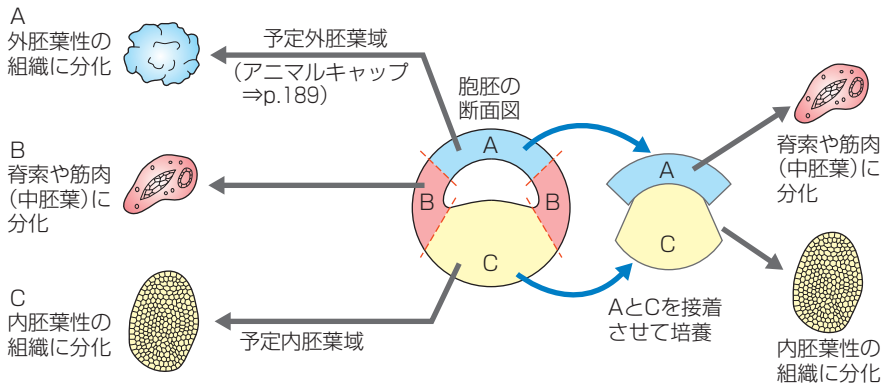 A
外胚葉性の
組織に分化
予定外胚葉域
（アニマルキャップ
⇒p.189）
B
脊索や筋肉
（中胚葉）に
分化
C
内胚葉性の
組織に分化
予定内胚葉域
胞胚の
断面図
A
B
B
C
A
C
AとCを接着
させて培養
脊索や筋肉
（中胚葉）に
分化
内胚葉性の
組織に分化